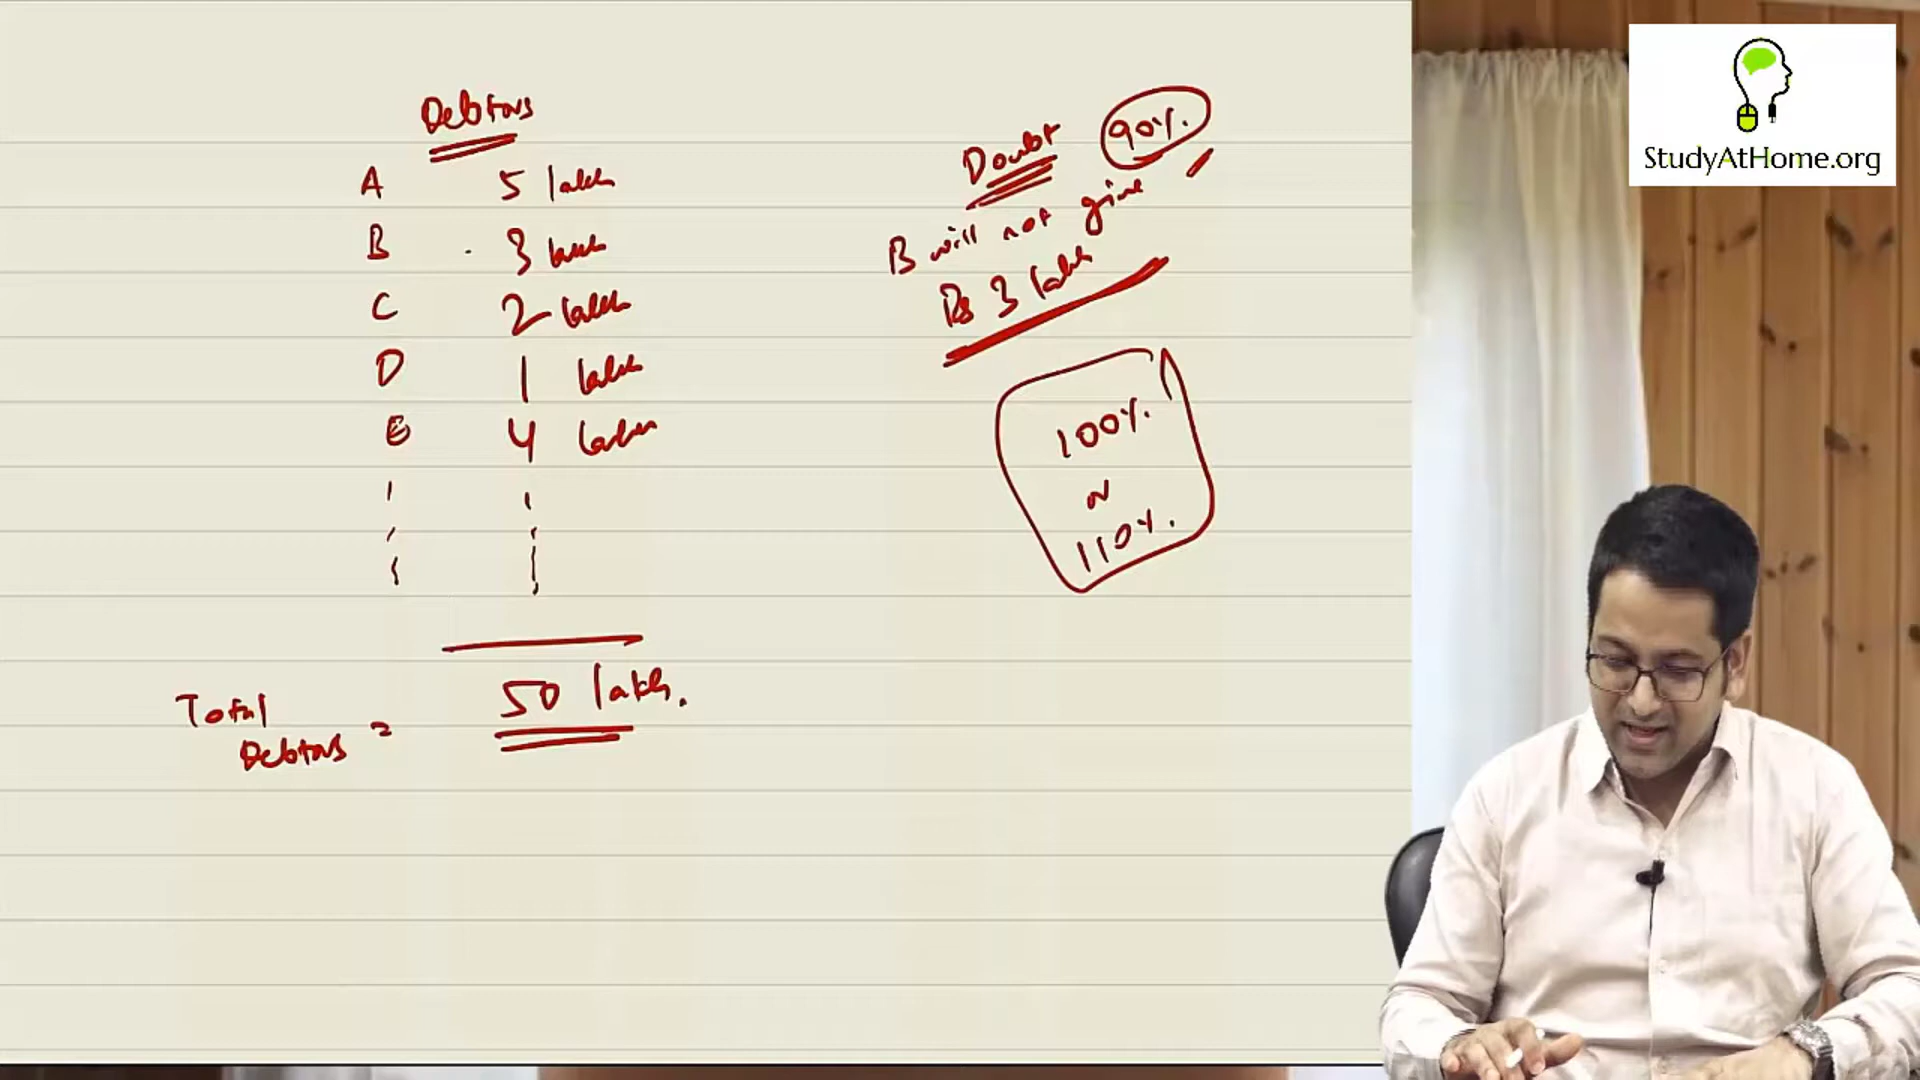 Debtors
A 5 lakh
B 3 lakh
C 2 lakh
D 1 lakh
E 4 lakh
50 lakh.
Total
Debtors =
Doubt 90%.
B will not give
Rs 3 lakh
100%.
or
110%.
StudyAtHome.org